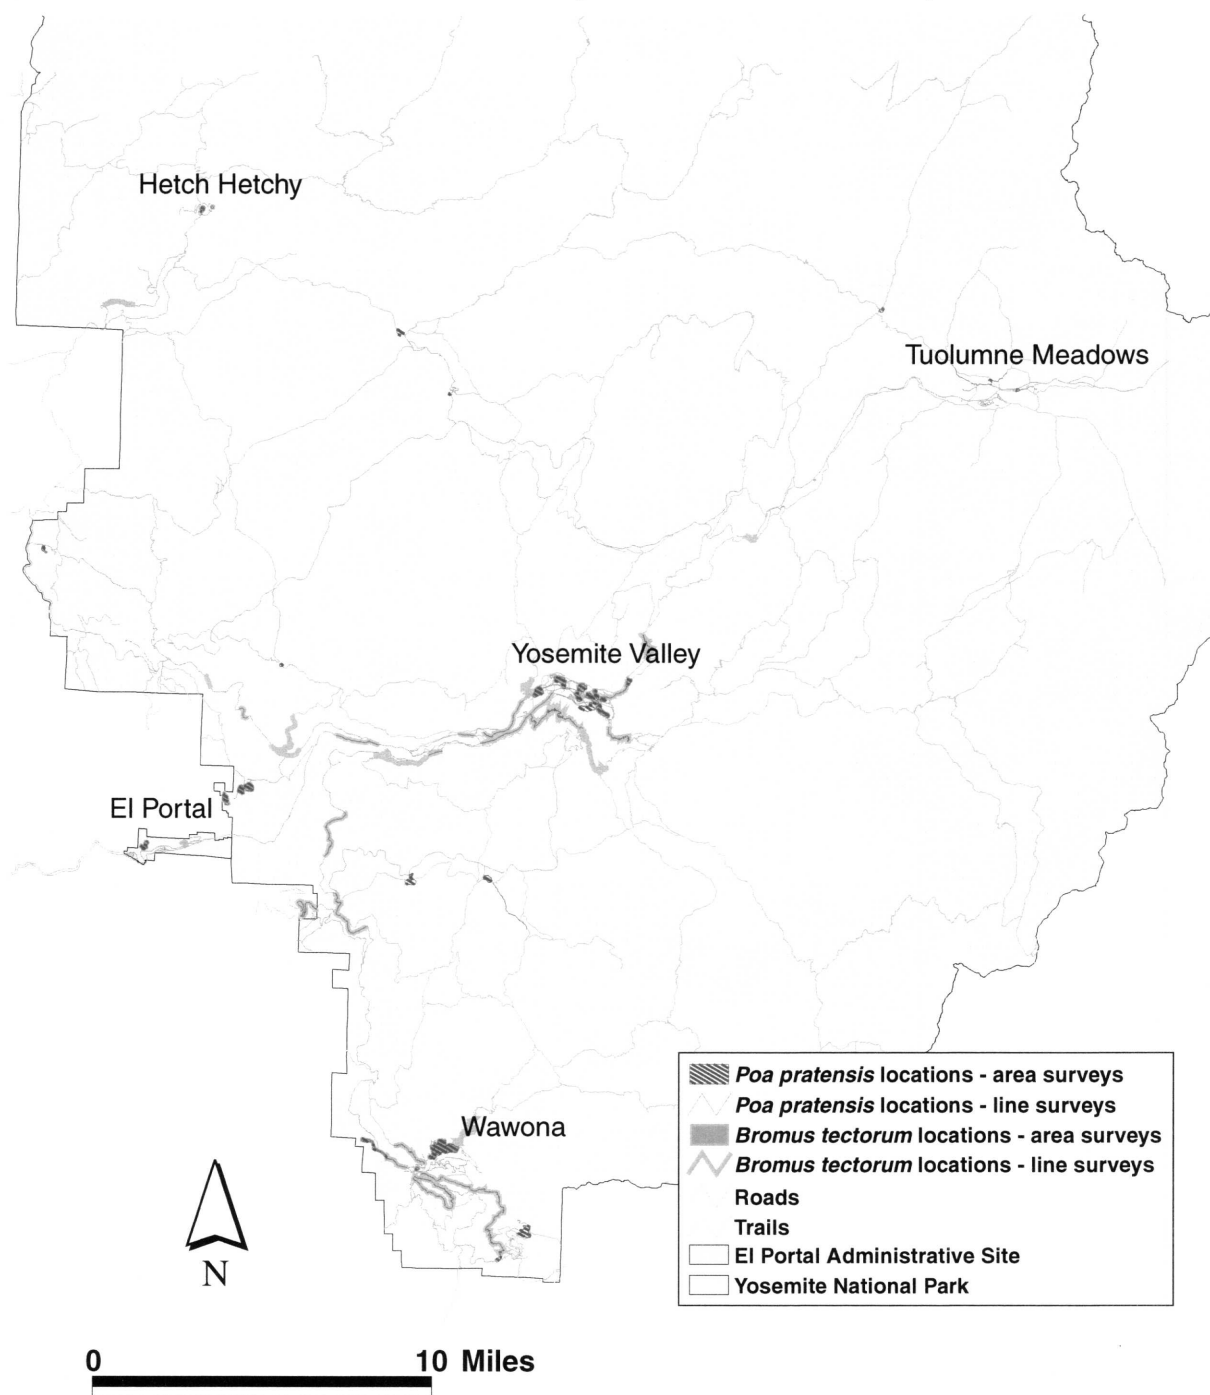 Hetch Hetchy
Tuolumne Meadows
Yosemite Valley
El Portal
Wawona
Poa pratensis locations - area surveys
Poa pratensis locations - line surveys
Bromus tectorum locations - area surveys
Bromus tectorum locations - line surveys
Roads
Trails
El Portal Administrative Site
Yosemite National Park
N
0 10 Miles